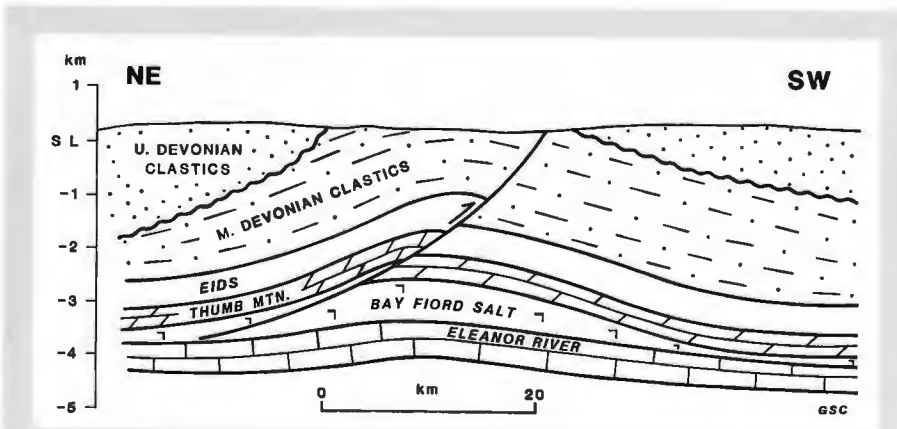 km
NE
SW
1
S L
-1
-2
-3
-4
-5
U. DEVONIAN
CLASTICS
M. DEVONIAN CLASTICS
EIDS
THUMB MTN.
BAY FIORD SALT
ELEANOR RIVER
0
km
20
GSC